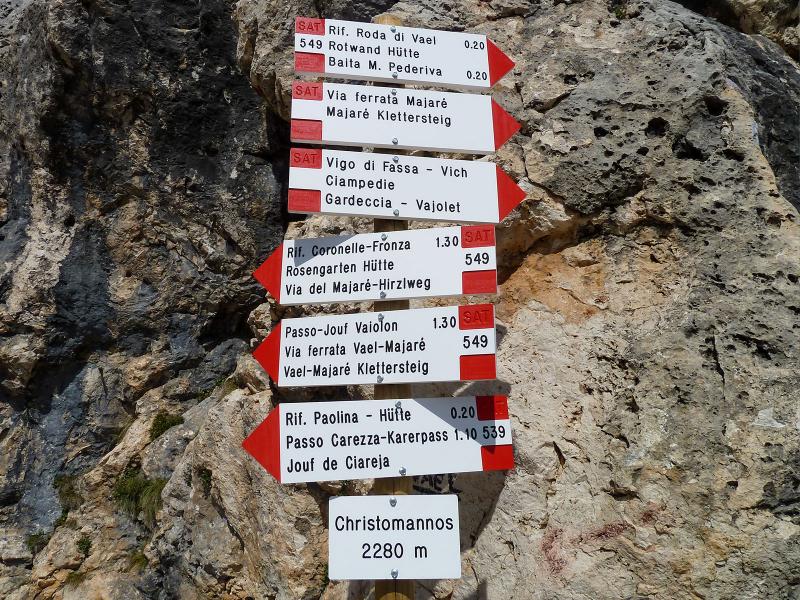 SAT Rif. Roda di Vael 0.20
549 Rotwand Hütte
Baita M. Pederiva 0.20
SAT Via ferrata Majaré
Majaré Klettersteig
SAT Vigo di Fassa - Vich
Ciampedie
Gardeccia - Vajolet
Rif. Coronelle-Fronza 1.30 SAT
Rosengarten Hütte 549
Via del Majaré-Hirzlweg
Passo-Jouf Vaiolon 1.30 SAT
Via ferrata Vael-Majaré 549
Vael-Majaré Klettersteig
Rif. Paolina - Hütte 0.20
Passo Carezza-Karerpass 1.10 539
Jouf de Ciareja
Christomannos
2280 m